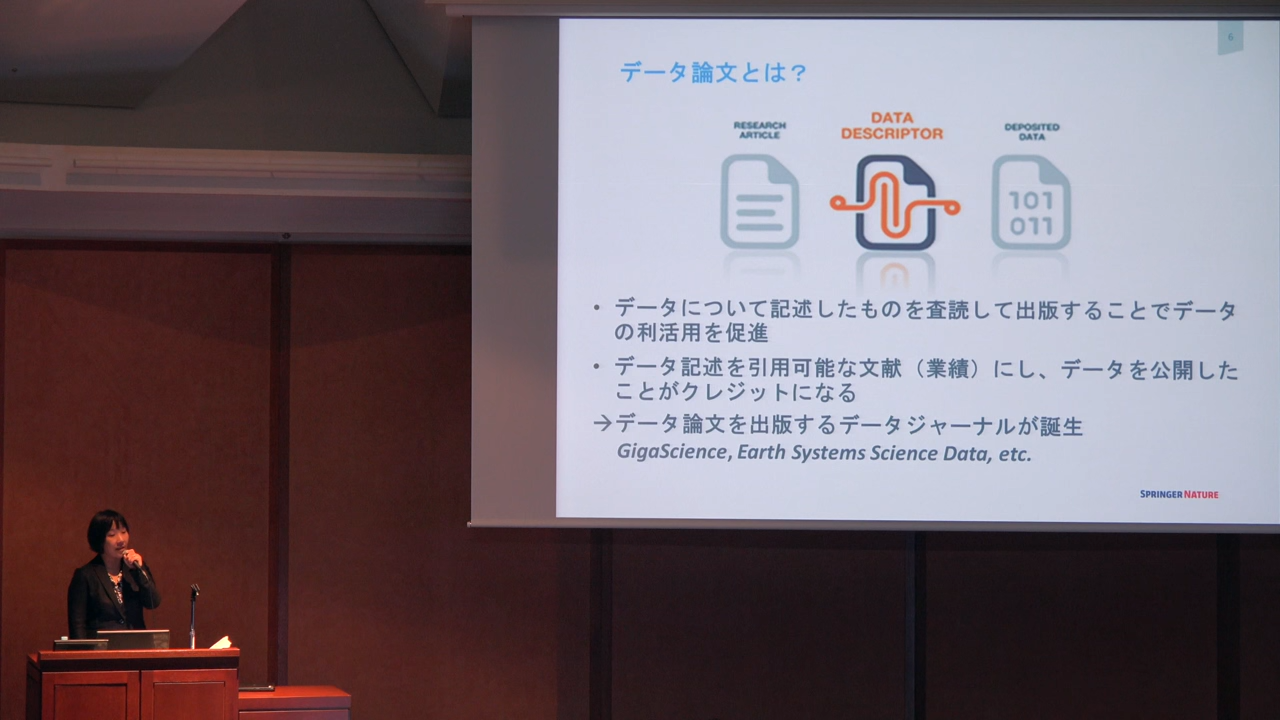 6
データ論文とは？
RESEARCH
ARTICLE
DATA
DESCRIPTOR
DEPOSITED
DATA
101
011
• データについて記述したものを査読して出版することでデータ
の利活用を促進
• データ記述を引用可能な文献（業績）にし、データを公開した
ことがクレジットになる
→データ論文を出版するデータジャーナルが誕生
GigaScience, Earth Systems Science Data, etc.
SPRINGER NATURE